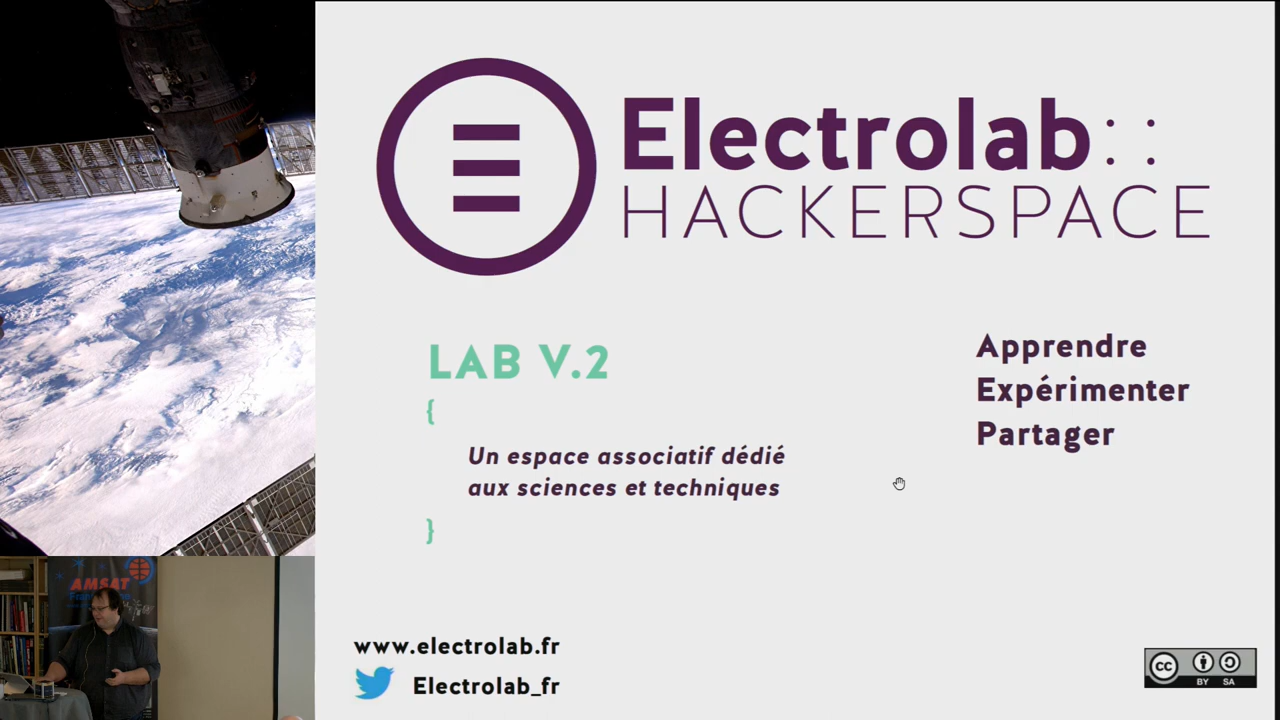 Electrolab::
HACKERSPACE
LAB V.2
{
Un espace associatif dédié
aux sciences et techniques
}
Apprendre
Expérimenter
Partager
www.electrolab.fr
Electrolab_fr
cc
BY SA
AMSAT